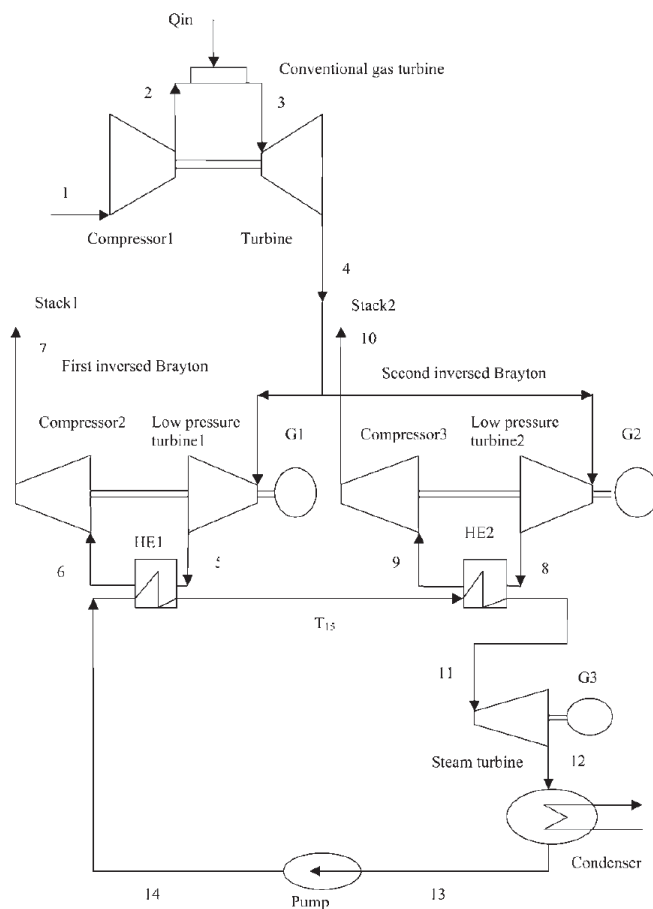 Qin
Conventional gas turbine
2
3
1
Compressor1
Turbine
4
Stack1
Stack2
7
10
First inversed Brayton
Second inversed Brayton
Compressor2
Low pressure
turbine1
G1
Compressor3
Low pressure
turbine2
G2
HE1
HE2
6
5
9
8
T15
11
G3
Steam turbine
12
Condenser
14
Pump
13